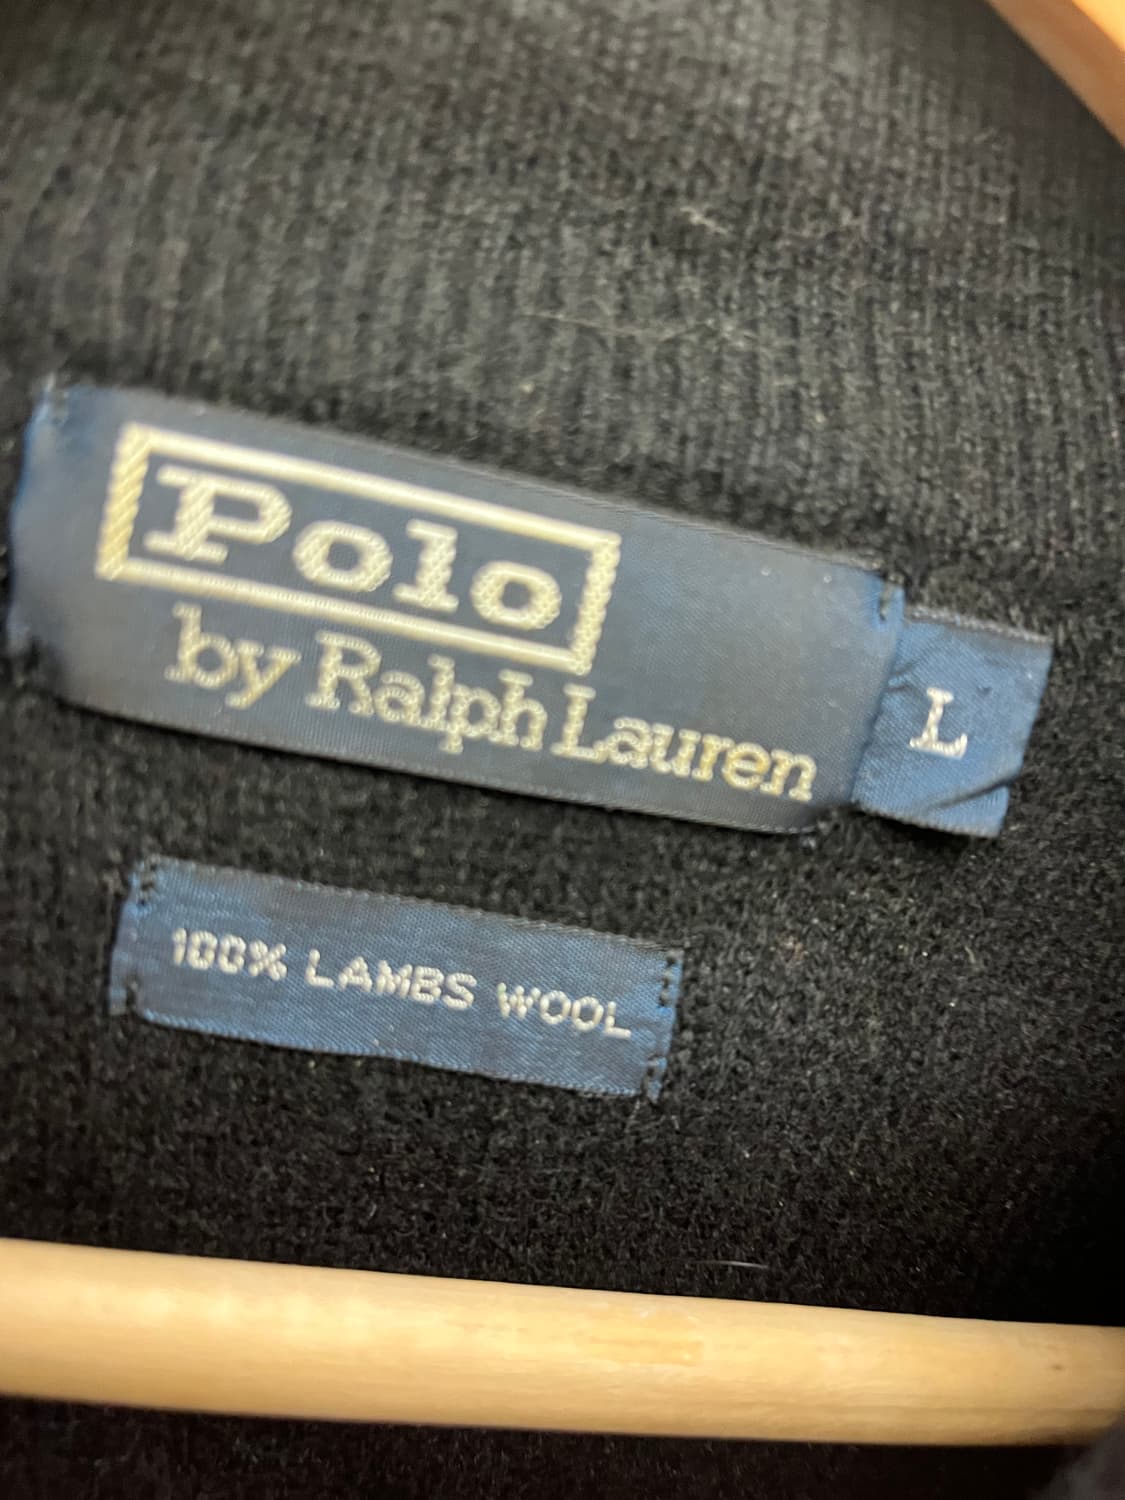 Polo
by Ralph Lauren
L
100% LAMBS WOOL